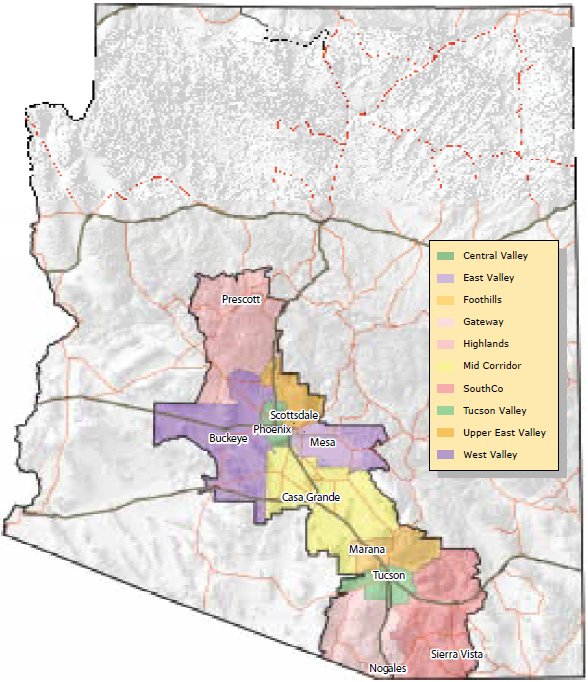 Central Valley
East Valley
Foothills
Gateway
Highlands
Mid Corridor
SouthCo
Tucson Valley
Upper East Valley
West Valley
Prescott
Scottsdale
Phoenix
Buckeye
Mesa
Casa Grande
Marana
Tucson
Sierra Vista
Nogales